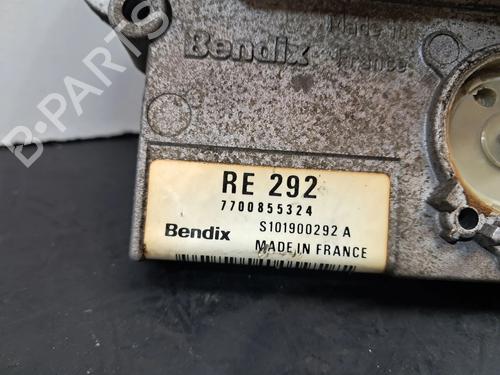 Bendix
Made in
France
B-PARTS
RE 292
7700855324
Bendix
S101900292 A
MADE IN FRANCE